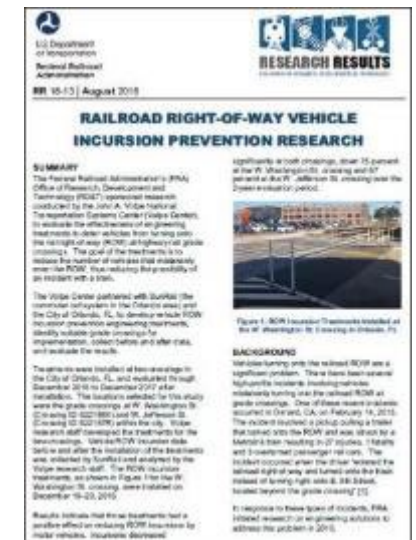 U.S. Department
of Transportation
Federal Railroad
Administration
RESEARCH RESULTS
RR 18-13 | August 2018
RAILROAD RIGHT-OF-WAY VEHICLE
INCURSION PREVENTION RESEARCH
SUMMARY
The Federal Railroad Administration's (FRA)
Office of Research, Development and
Technology (RD&T) sponsored research
conducted by the John A. Volpe National
Transportation Systems Center (Volpe Center),
to evaluate the effectiveness of engineering
treatments to deter vehicles from turning onto
the railroad right-of-way (ROW) at highway-rail grade
crossings. The goal of the treatments is to
reduce the number of vehicles that mistakenly
enter the ROW, thus reducing the possibility of
an incident with a train.
The Volpe Center partnered with SunRail (the
commuter rail system in the Orlando area) and
the City of Orlando, FL, to develop vehicle ROW
incursion prevention engineering treatments,
identify suitable grade crossings for
implementation, collect before and after data,
and evaluate the results.
Treatments were installed at two crossings in
the City of Orlando, FL, and evaluated through
December 2017 after
installation. The locations selected for this study
were the grade crossings at W. Washington St.
and W. Jefferson St.
within the city. Volpe
research staff developed the treatments for the
two crossings. Vehicle ROW incursion data
before and after the installation of the treatments
was collected by SunRail and analyzed by the
Volpe research staff. The ROW incursion
treatments, as shown in Figure 1 for the W.
Washington St. crossing, were installed on
December 19-20, 2015.
Results indicate that these treatments had a
positive effect on reducing ROW incursions by
motor vehicles. Incursions decreased
significantly at both crossings, down 75 percent
at the W. Washington St. crossing and 67
percent at the W. Jefferson St. crossing over the
2-year evaluation period.
Figure 1. ROW Incursion Treatments Installed at
the W. Washington St. Crossing in Orlando, FL
BACKGROUND
Vehicles turning onto the railroad ROW are a
significant problem. There have been several
high-profile incidents involving vehicles
mistakenly turning onto the railroad ROW at
grade crossings. One of these recent incidents
occurred in Oxnard, CA, on February
The incident involved a pickup pulling a trailer
that turned onto the ROW and was struck by a
Metrolink train resulting in
passenger rail cars. The
incident occurred when the driver entered the
railroad right of way and turned onto the track
instead of turning right onto
located beyond the grade crossing [1].
In response to these types of incidents, FRA
initiated research on engineering solutions to
address this problem in